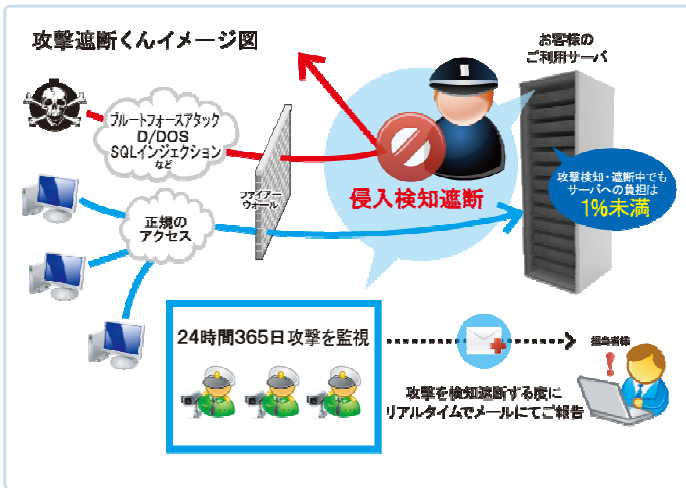 攻撃遮断くんイメージ図
お客様の
ご利用サーバ
ブルートフォースアタック
D/DOS
SQLインジェクション
など
ファイアー
ウォール
侵入検知遮断
攻撃検知・遮断中でも
サーバへの負担は
1%未満
正規の
アクセス
24時間365日攻撃を監視
担当者様
攻撃を検知遮断する度に
リアルタイムでメールにてご報告